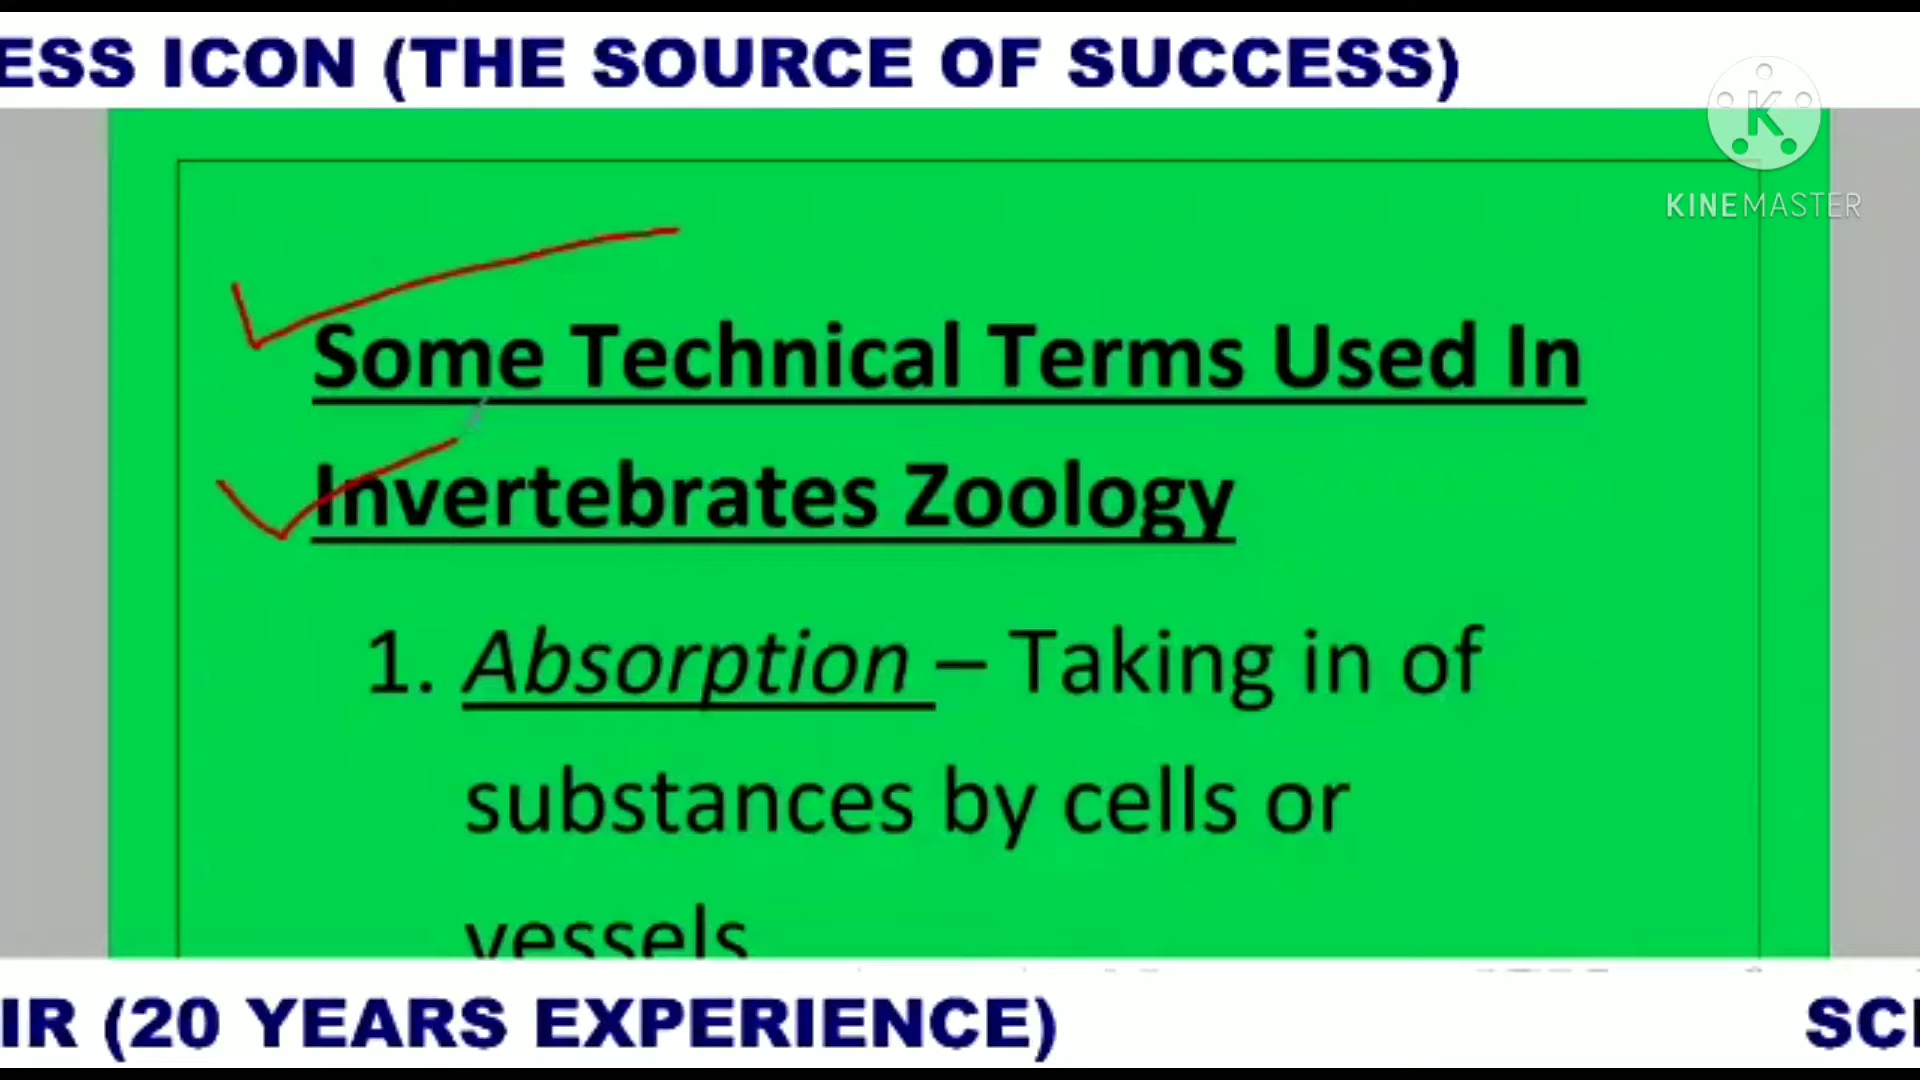 ESS ICON (THE SOURCE OF SUCCESS)
K
KINEMASTER
Some Technical Terms Used In
Invertebrates Zoology
1. Absorption – Taking in of
substances by cells or
vessels
IR (20 YEARS EXPERIENCE)
SCI